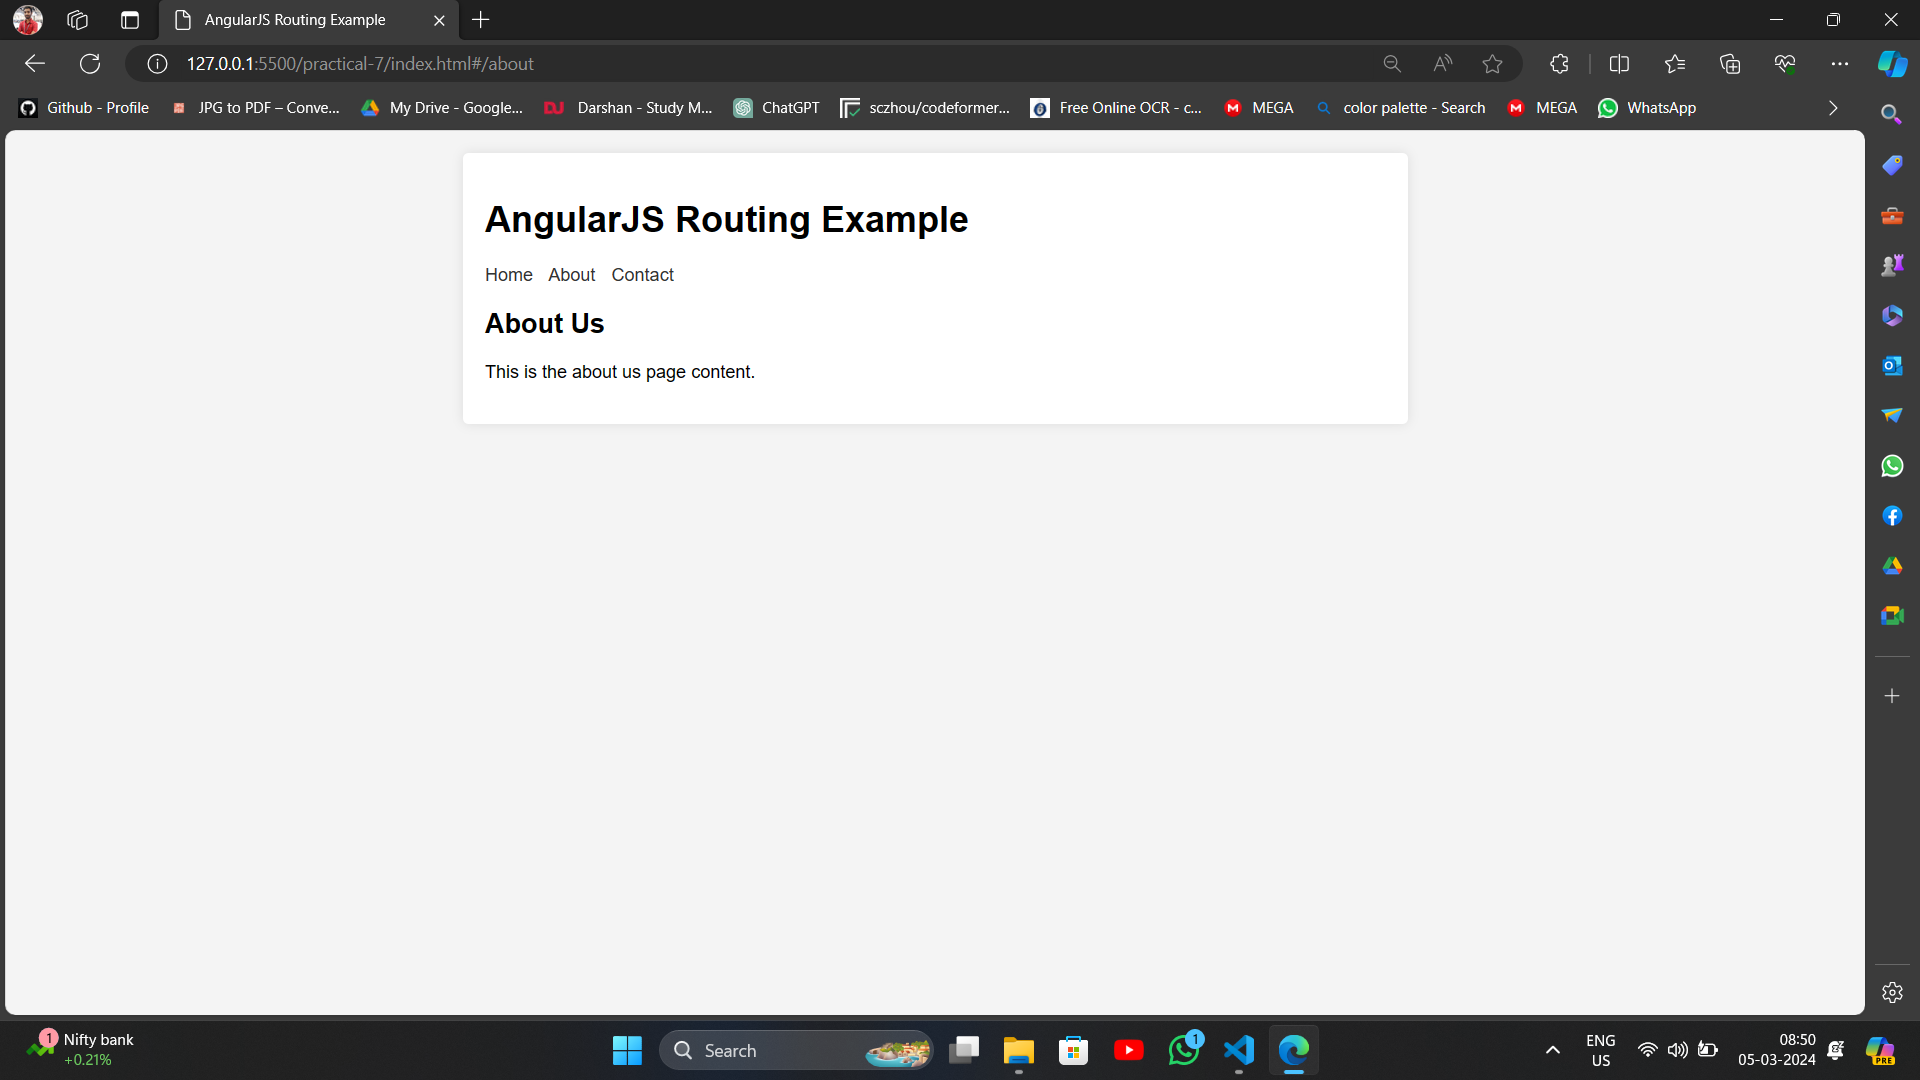 AngularJS Routing Example
127.0.0.1:5500/practical-7/index.html#/about
Github - Profile JPG to PDF – Conve... My Drive - Google... Darshan - Study M... ChatGPT sczhou/codeformer... Free Online OCR - c... MEGA color palette - Search MEGA WhatsApp
AngularJS Routing Example
Home About Contact
About Us
This is the about us page content.
1 Nifty bank
+0.21%
Search
1
ENG
US
08:50
05-03-2024
PRE